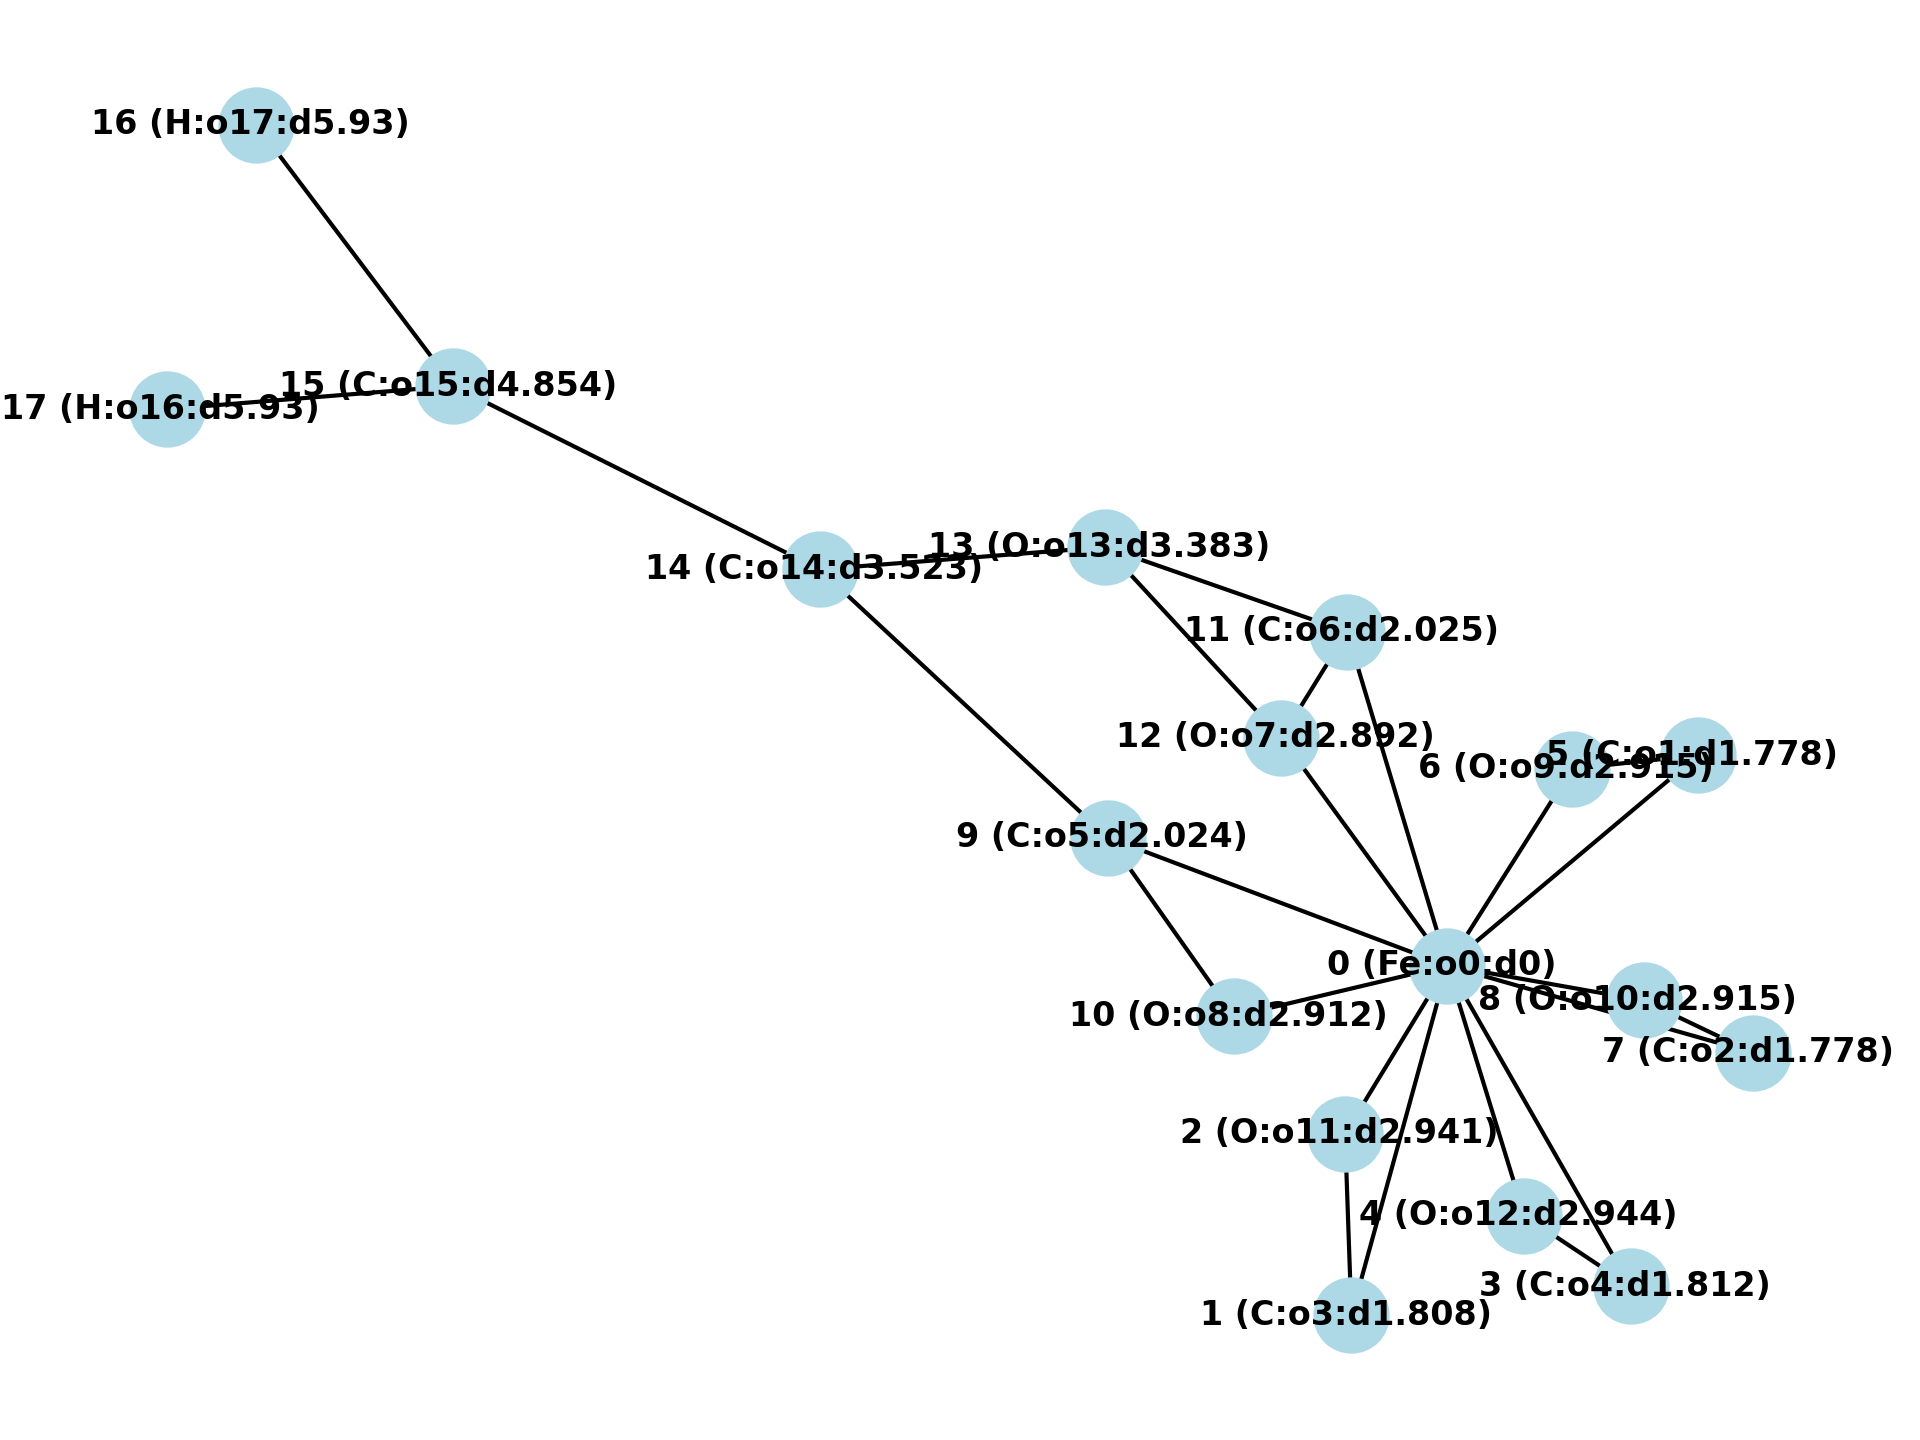 16 (H:o17:d5.93)
15 (C:o15:d4.854)
17 (H:o16:d5.93)
13 (O:o13:d3.383)
14 (C:o14:d3.523)
11 (C:o6:d2.025)
12 (O:o7:d2.892)
5 (C:o1:d1.778)
6 (O:o9:d2.915)
9 (C:o5:d2.024)
0 (Fe:o0:d0)
8 (O:o10:d2.915)
10 (O:o8:d2.912)
7 (C:o2:d1.778)
2 (O:o11:d2.941)
4 (O:o12:d2.944)
3 (C:o4:d1.812)
1 (C:o3:d1.808)